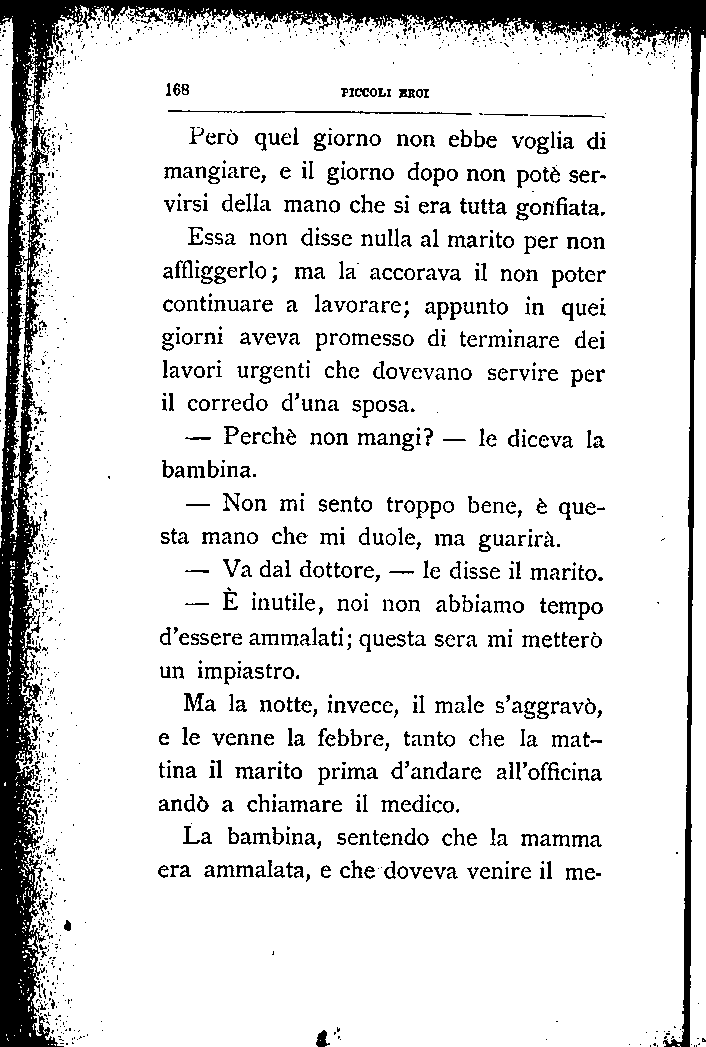 168 PICCOLI EROI
Però quel giorno non ebbe voglia di
mangiare, e il giorno dopo non potè ser-
virsi della mano che si era tutta gonfiata.
Essa non disse nulla al marito per non
affliggerlo; ma la accorava il non poter
continuare a lavorare; appunto in quei
giorni aveva promesso di terminare dei
lavori urgenti che dovevano servire per
il corredo d'una sposa.
— Perchè non mangi? — le diceva la
bambina.
— Non mi sento troppo bene, è que-
sta mano che mi duole, ma guarirà.
— Va dal dottore, — le disse il marito.
— È inutile, noi non abbiamo tempo
d'essere ammalati; questa sera mi metterò
un impiastro.
Ma la notte, invece, il male s'aggravò,
e le venne la febbre, tanto che la mat-
tina il marito prima d'andare all'officina
andò a chiamare il medico.
La bambina, sentendo che la mamma
era ammalata, e che doveva venire il me-